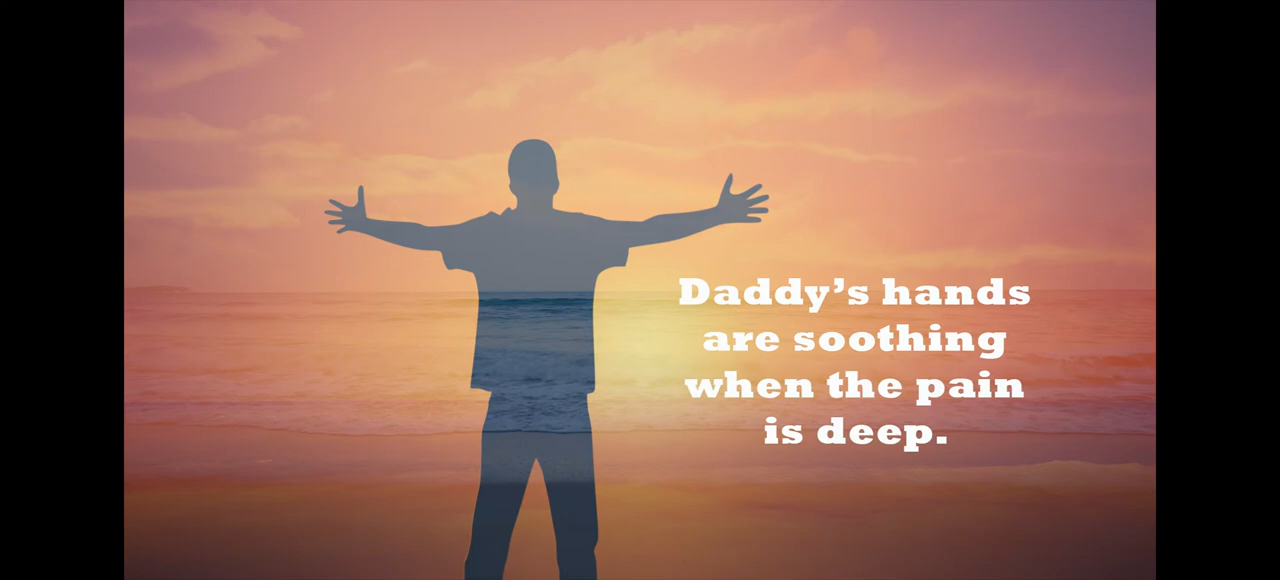 Daddy’s hands
are soothing
when the pain
is deep.